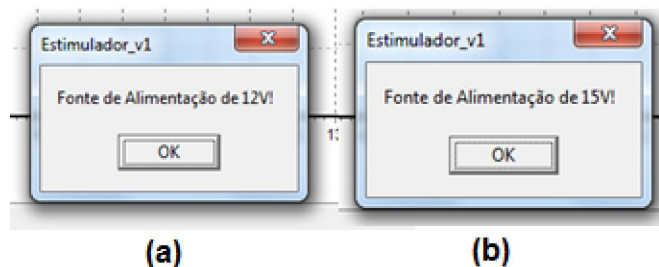 Estimulador_v1
Fonte de Alimentação de 12V!
OK
(a)
Estimulador_v1
Fonte de Alimentação de 15V!
OK
(b)